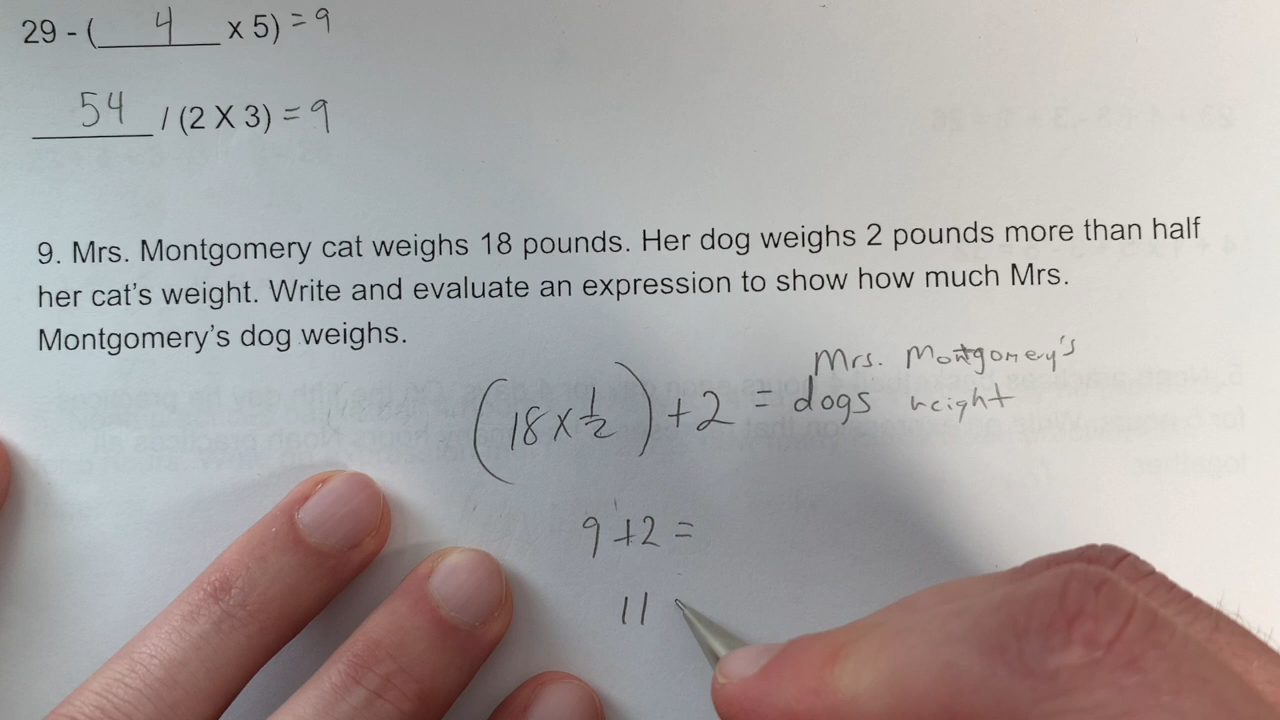 29 - ( 4 x 5) = 9
54 / (2 X 3) = 9
9. Mrs. Montgomery cat weighs 18 pounds. Her dog weighs 2 pounds more than half
her cat's weight. Write and evaluate an expression to show how much Mrs.
Montgomery's dog weighs.
Mrs. Montgomery's
(18 x 1/2) + 2 = dogs weight
9 + 2 =
11